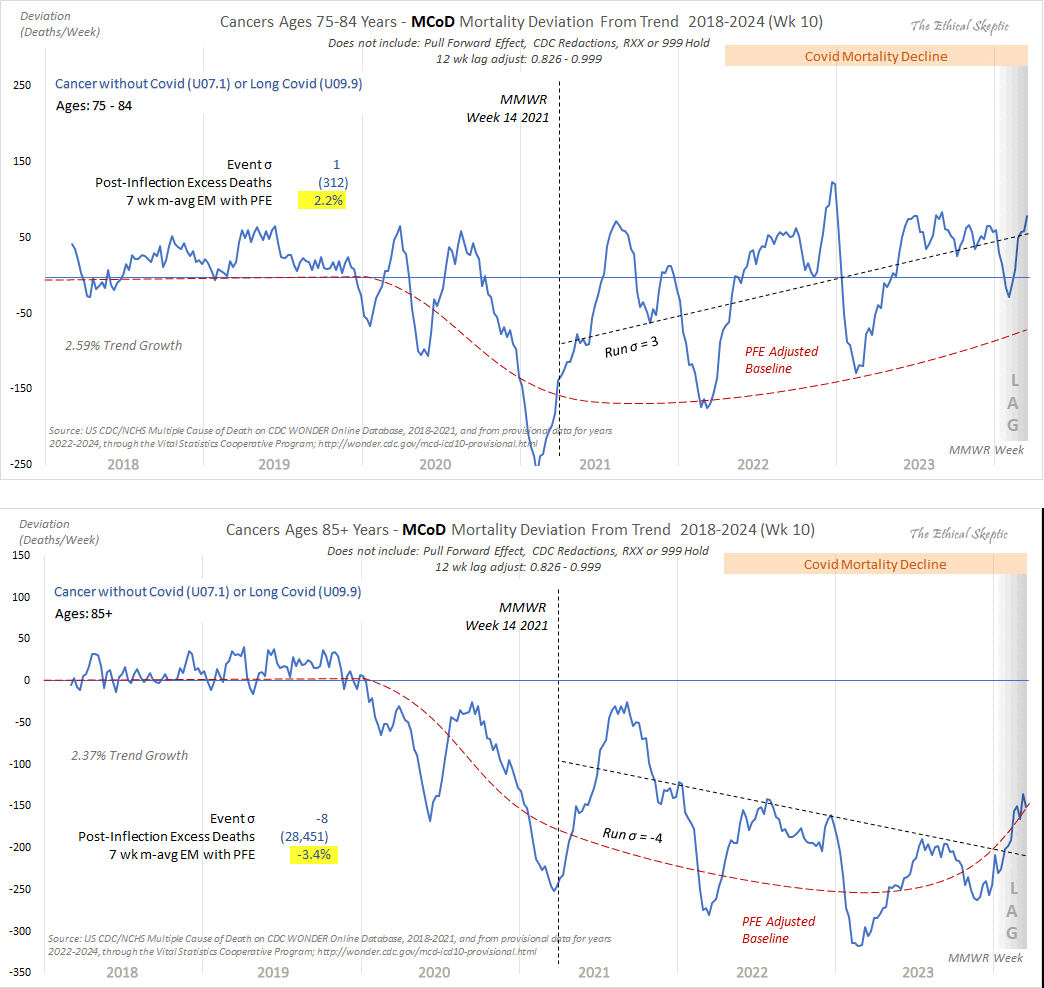 Deviation
(Deaths/Week)
Cancers Ages 75-84 Years - MCoD Mortality Deviation From Trend 2018-2024 (Wk 10)
The Ethical Skeptic
Does not include: Pull Forward Effect, CDC Redactions, RXX or 999 Hold
12 wk lag adjust: 0.826 - 0.999
Covid Mortality Decline
250
Cancer without Covid (U07.1) or Long Covid (U09.9)
Ages: 75 - 84
MMWR
Week 14 2021
150
Event σ 1
Post-Inflection Excess Deaths (312)
7 wk m-avg EM with PFE 2.2%
50
-50
2.59% Trend Growth
Run σ = 3
PFE Adjusted
Baseline
-150
L
A
G
Source: US CDC/NCHS Multiple Cause of Death on CDC WONDER Online Database, 2018-2021, and from provisional data for years
2022-2024, through the Vital Statistics Cooperative Program; http://wonder.cdc.gov/mcd-icd10-provisional.html
MMWR Week
-250
2018 2019 2020 2021 2022 2023
Deviation
(Deaths/Week)
Cancers Ages 85+ Years - MCoD Mortality Deviation From Trend 2018-2024 (Wk 10)
The Ethical Skeptic
Does not include: Pull Forward Effect, CDC Redactions, RXX or 999 Hold
12 wk lag adjust: 0.826 - 0.999
Covid Mortality Decline
150
Cancer without Covid (U07.1) or Long Covid (U09.9)
100
Ages: 85+
MMWR
Week 14 2021
50
0
-50
2.37% Trend Growth
-100
-150
Event σ -8
Post-Inflection Excess Deaths (28,451)
7 wk m-avg EM with PFE -3.4%
Run σ = -4
-200
-250
L
A
G
PFE Adjusted
Baseline
-300
Source: US CDC/NCHS Multiple Cause of Death on CDC WONDER Online Database, 2018-2021, and from provisional data for years
2022-2024, through the Vital Statistics Cooperative Program; http://wonder.cdc.gov/mcd-icd10-provisional.html
MMWR Week
-350
2018 2019 2020 2021 2022 2023